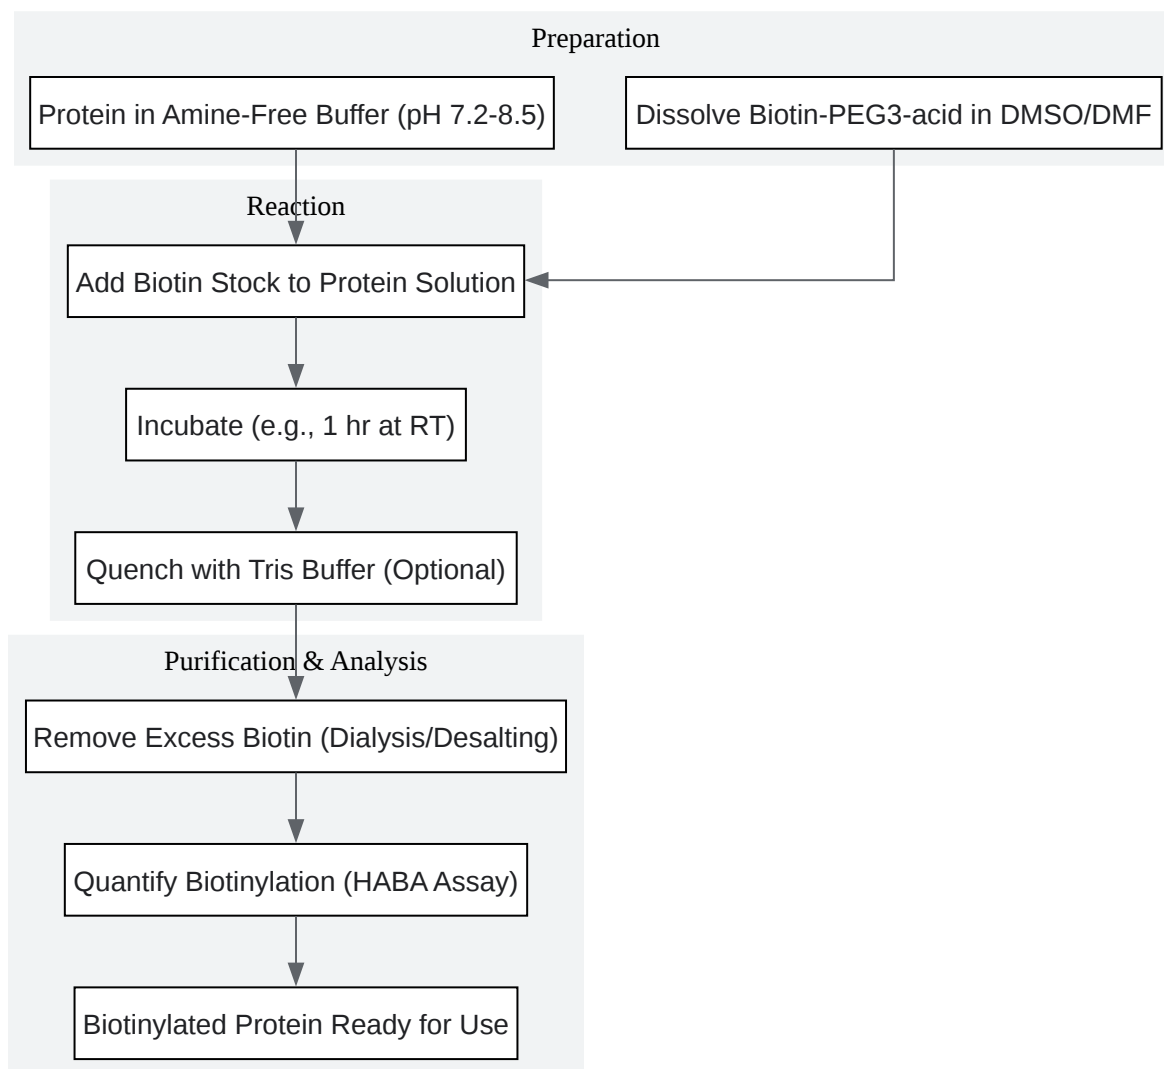 Preparation
Protein in Amine-Free Buffer (pH 7.2-8.5)
Dissolve Biotin-PEG3-acid in DMSO/DMF
Reaction
Add Biotin Stock to Protein Solution
Incubate (e.g., 1 hr at RT)
Quench with Tris Buffer (Optional)
Purification & Analysis
Remove Excess Biotin (Dialysis/Desalting)
Quantify Biotinylation (HABA Assay)
Biotinylated Protein Ready for Use